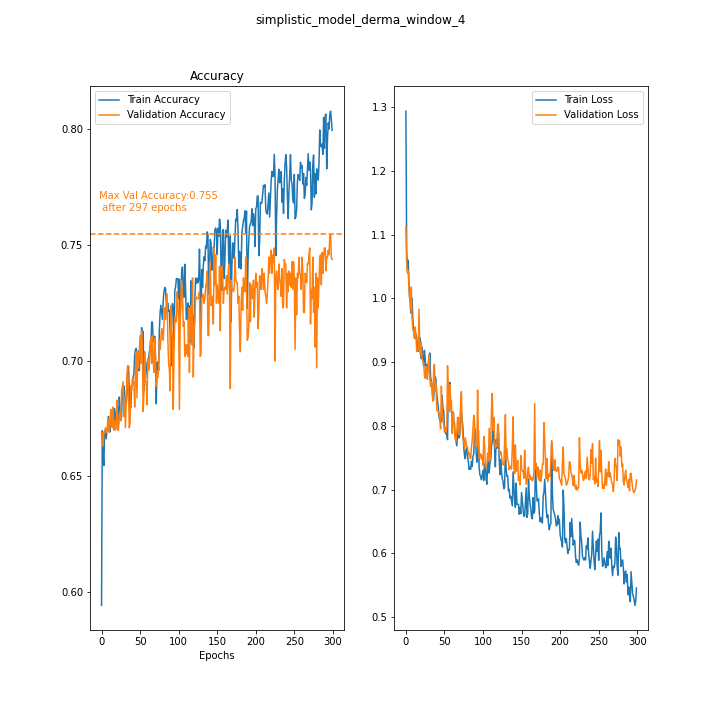 simplistic_model_derma_window_4
Accuracy
Train Accuracy
Validation Accuracy
Max Val Accuracy:0.755
after 297 epochs
0.80
0.75
0.70
0.65
0.60
0 50 100 150 200 250 300
Epochs
Train Loss
Validation Loss
1.3
1.2
1.1
1.0
0.9
0.8
0.7
0.6
0.5
0 50 100 150 200 250 300